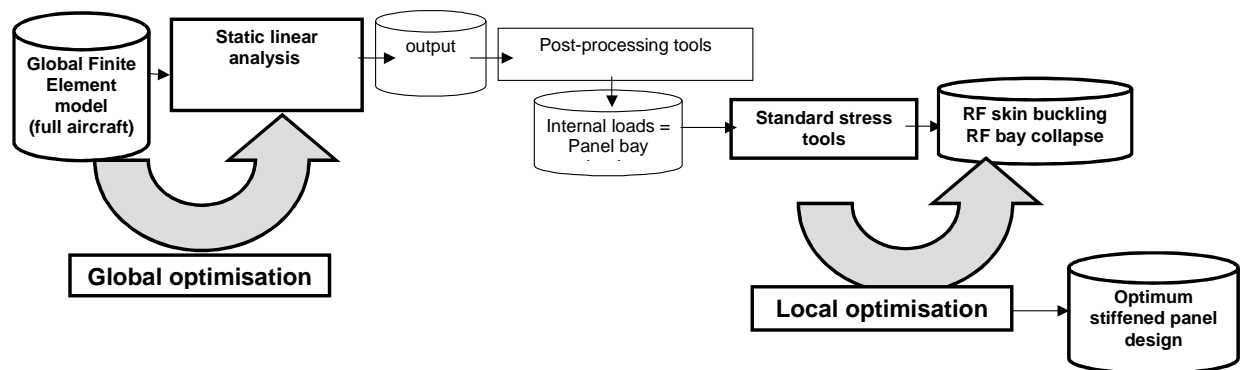 Global Finite
Element
model
(full aircraft)
Static linear
analysis
output
Post-processing tools
Internal loads =
Panel bay
Standard stress
tools
RF skin buckling
RF bay collapse
Global optimisation
Local optimisation
Optimum
stiffened panel
design